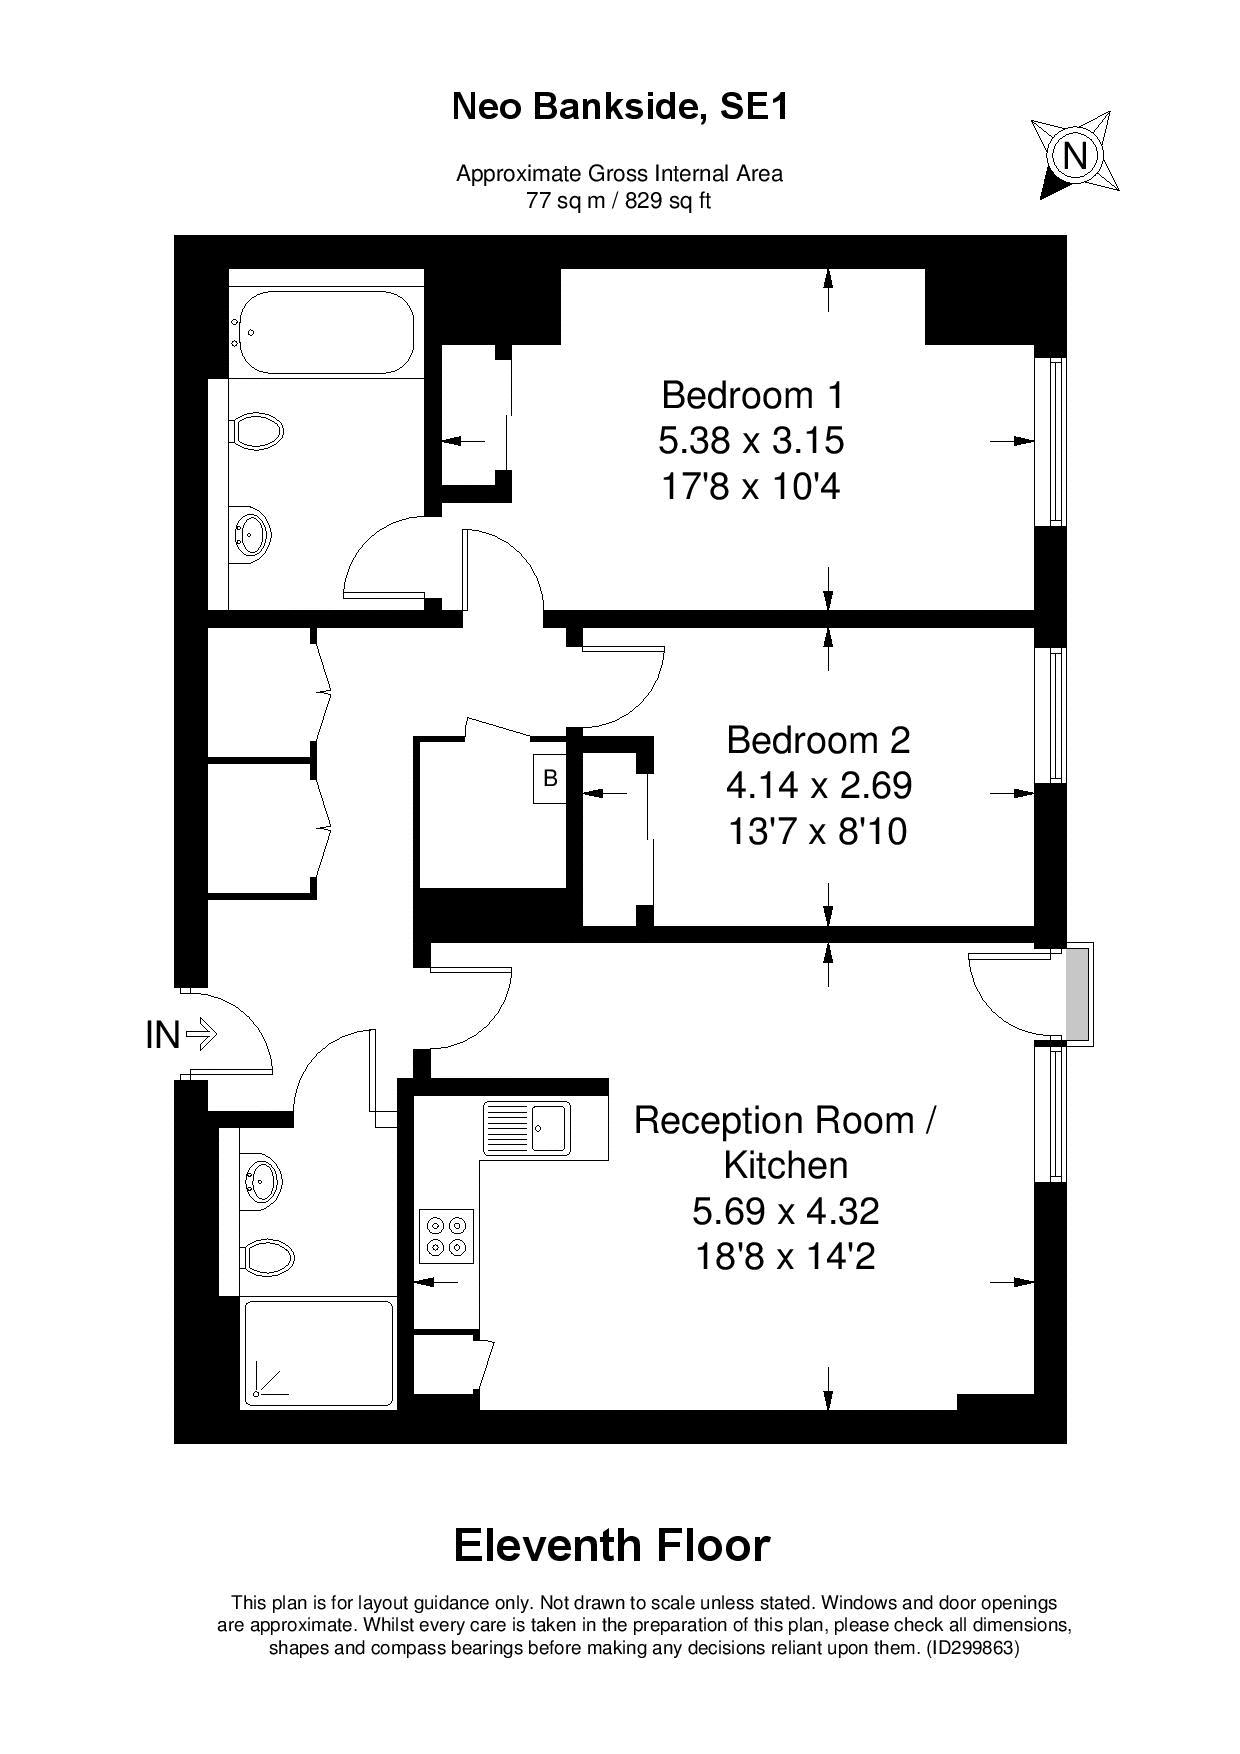 Neo Bankside, SE1
Approximate Gross Internal Area
77 sq m / 829 sq ft
N
Bedroom 1
5.38 x 3.15
17'8 x 10'4
Bedroom 2
4.14 x 2.69
13'7 x 8'10
B
IN
Reception Room /
Kitchen
5.69 x 4.32
18'8 x 14'2
Eleventh Floor
This plan is for layout guidance only. Not drawn to scale unless stated. Windows and door openings
are approximate. Whilst every care is taken in the preparation of this plan, please check all dimensions,
shapes and compass bearings before making any decisions reliant upon them. (ID299863)